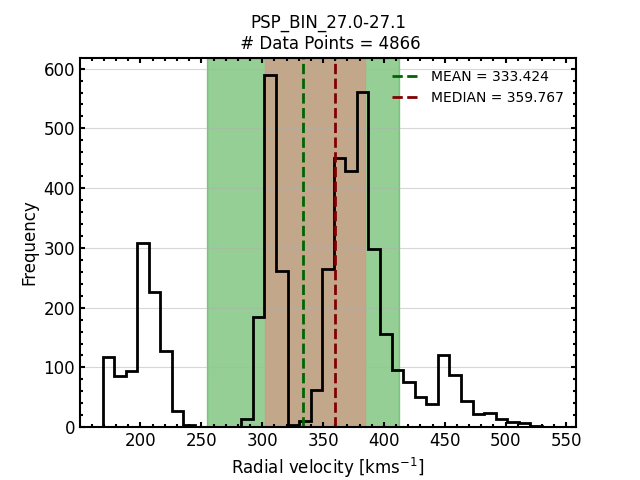 PSP_BIN_27.0-27.1
# Data Points = 4866
MEAN = 333.424
MEDIAN = 359.767
600
500
400
300
200
100
0
Frequency
200 250 300 350 400 450 500 550
Radial velocity [kms⁻¹]